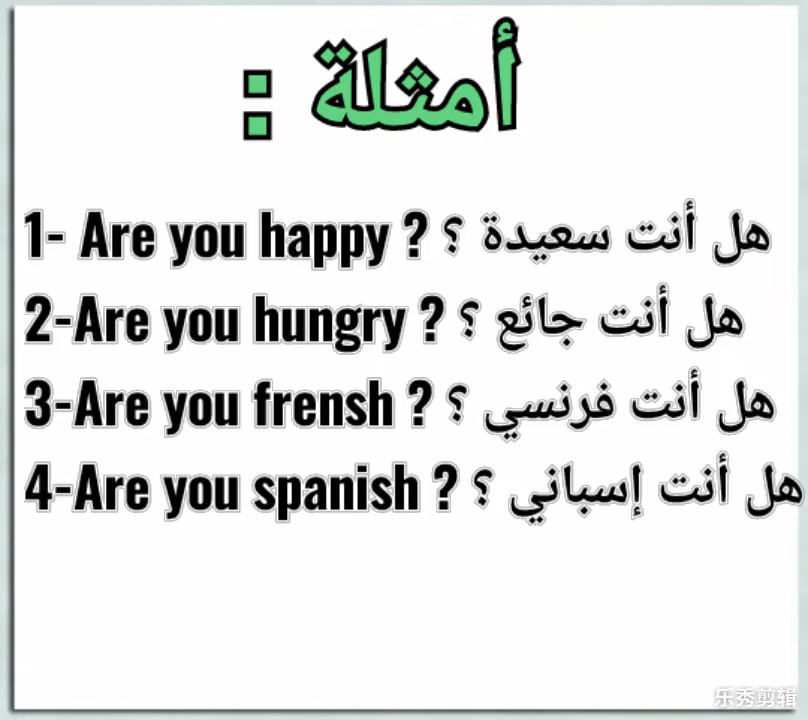 أمثلة :
1- Are you happy ? هل أنت سعيدة ؟
2-Are you hungry ? هل أنت جائع ؟
3-Are you frensh ? هل أنت فرنسي ؟
4-Are you spanish ? هل أنت إسباني ؟
乐秀剪辑